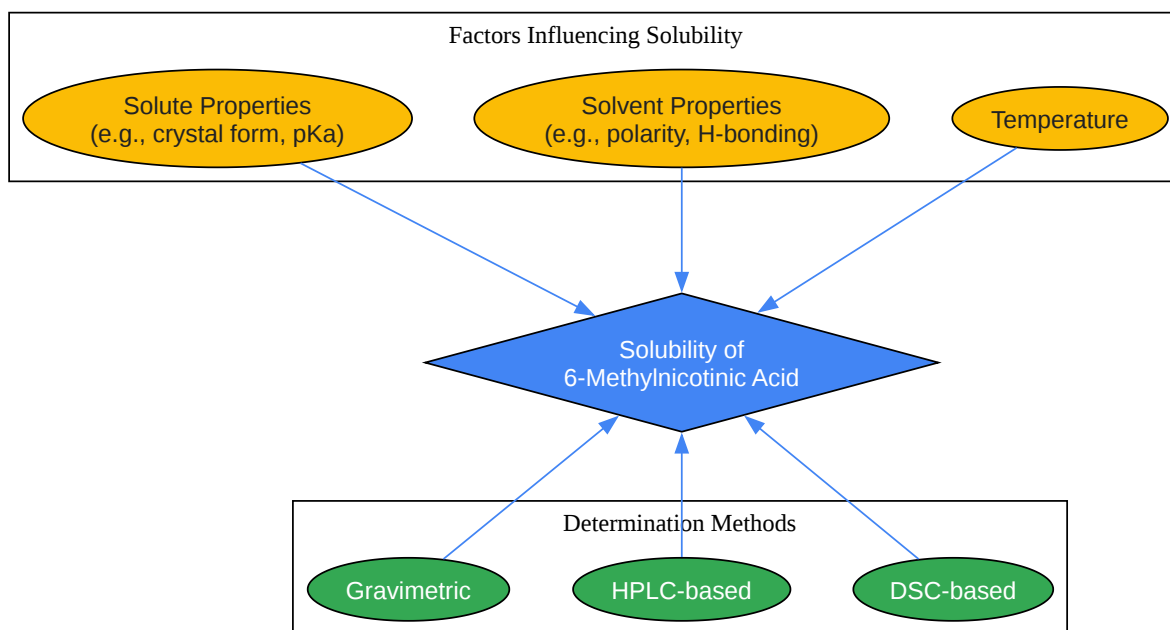 Factors Influencing Solubility
Solute Properties
(e.g., crystal form, pKa)
Solvent Properties
(e.g., polarity, H-bonding)
Temperature
Solubility of
6-Methylnicotinic Acid
Determination Methods
Gravimetric
HPLC-based
DSC-based